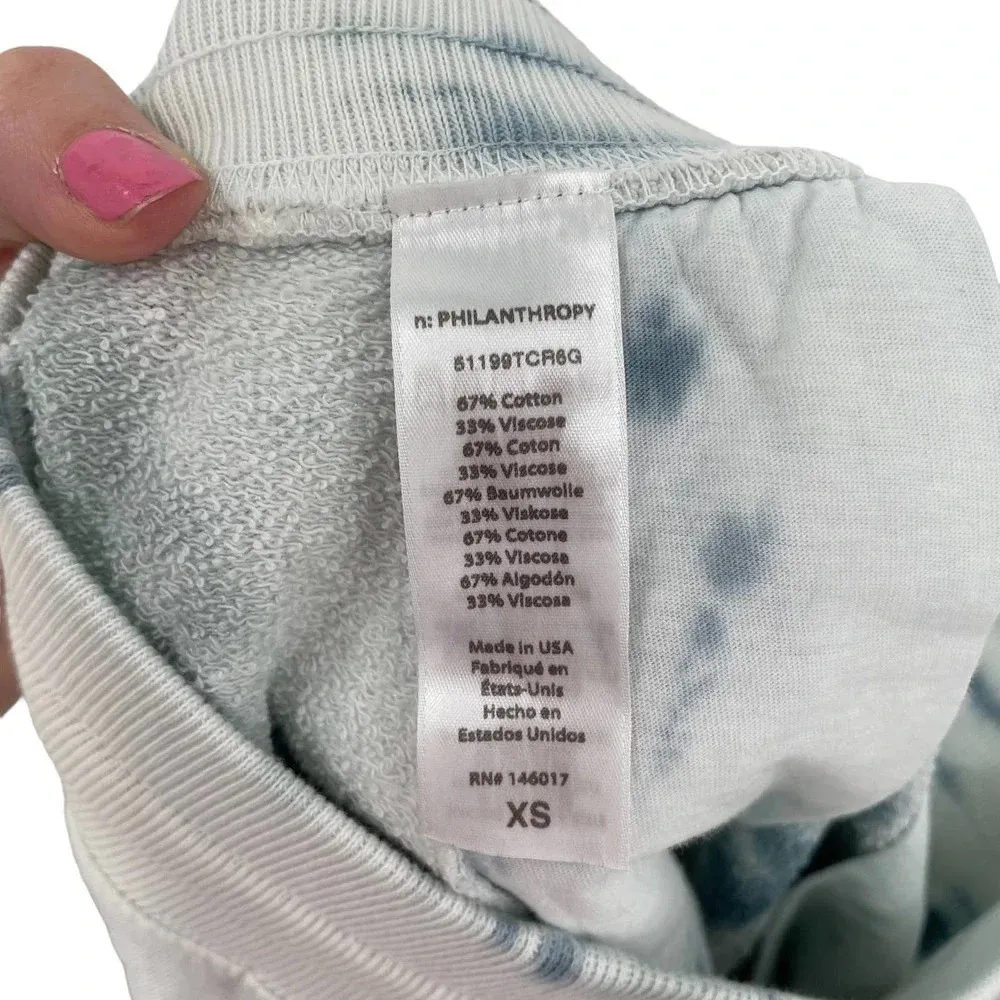 n: PHILANTHROPY
51199TCR6G
67% Cotton
33% Viscose
67% Coton
33% Viscose
67% Baumwolle
33% Viskose
67% Cotone
33% Viscosa
67% Algodón
33% Viscosa
Made in USA
Fabriqué en
États-Unis
Hecho en
Estados Unidos
RN# 146017
XS